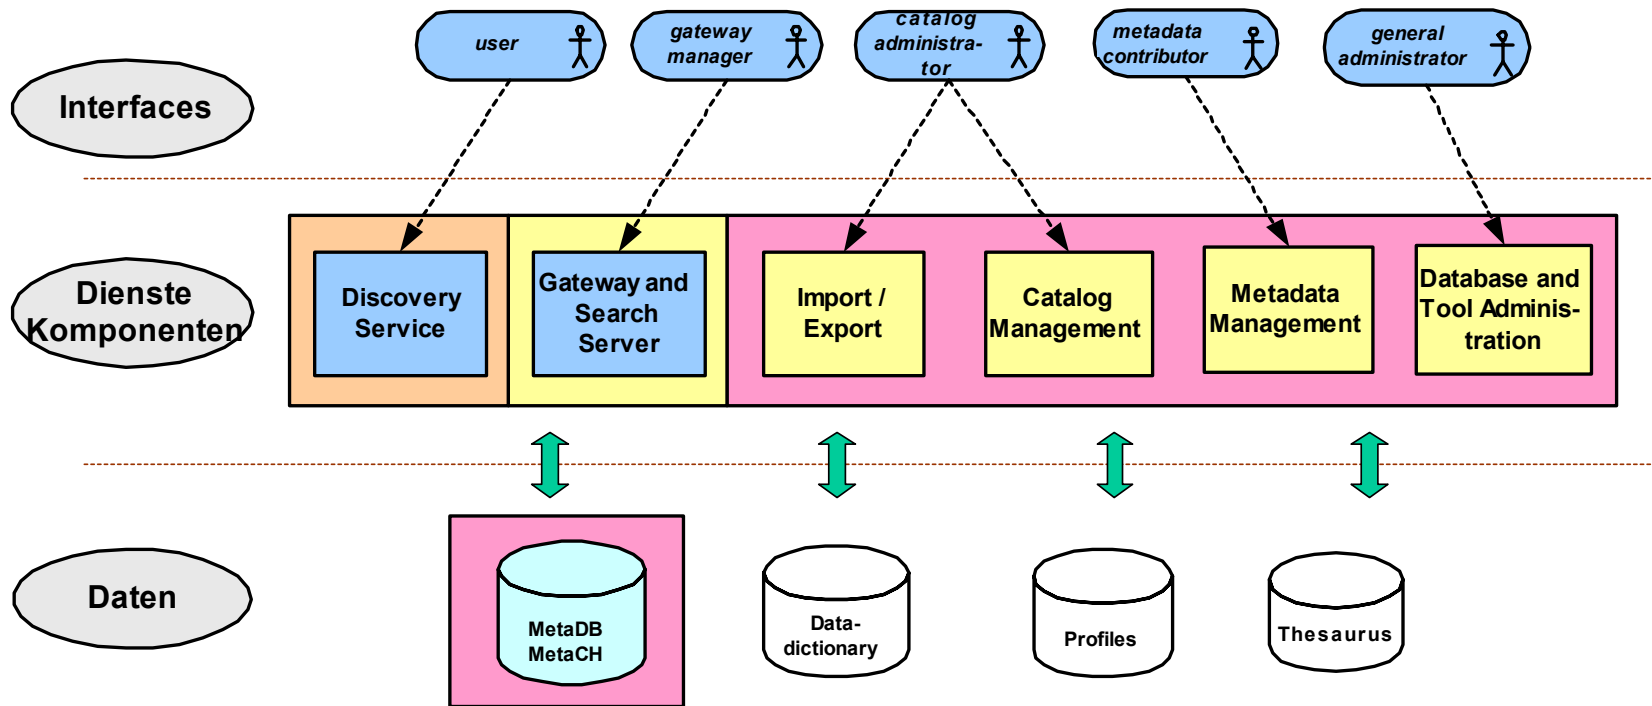 user
gateway
manager
catalog
administra-
tor
metadata
contributor
general
administrator
Interfaces
Dienste
Komponenten
Discovery
Service
Gateway and
Search
Server
Import /
Export
Catalog
Management
Metadata
Management
Database and
Tool Adminis-
tration
Daten
MetaDB
MetaCH
Data-
dictionary
Profiles
Thesaurus